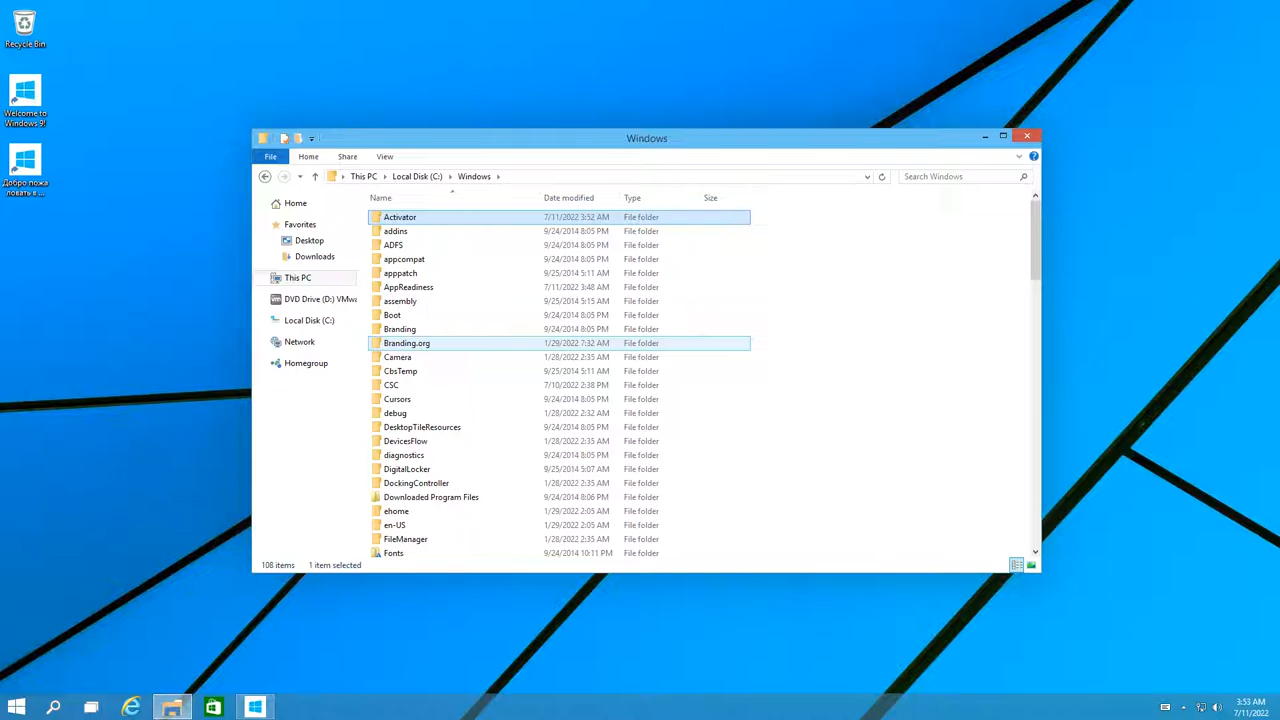 Recycle Bin
Welcome to
Windows 9!
Добро пожа
ловать в ...
Windows
File Home Share View
This PC Local Disk (C:) Windows
Search Windows
Home
Favorites
Desktop
Downloads
This PC
DVD Drive (D:) VMwa
Local Disk (C:)
Network
Homegroup
Name Date modified Type Size
Activator 7/11/2022 3:52 AM File folder
addins 9/24/2014 8:05 PM File folder
ADFS 9/24/2014 8:05 PM File folder
appcompat 9/24/2014 8:05 PM File folder
apppatch 9/25/2014 5:11 AM File folder
AppReadiness 7/11/2022 3:48 AM File folder
assembly 9/25/2014 5:15 AM File folder
Boot 9/24/2014 8:05 PM File folder
Branding 9/24/2014 8:05 PM File folder
Branding.org 1/29/2022 7:32 AM File folder
Camera 1/28/2022 2:35 AM File folder
CbsTemp 9/25/2014 5:11 AM File folder
CSC 7/10/2022 2:38 PM File folder
Cursors 9/24/2014 8:05 PM File folder
debug 1/28/2022 2:32 AM File folder
DesktopTileResources 9/24/2014 8:05 PM File folder
DevicesFlow 1/28/2022 2:35 AM File folder
diagnostics 9/24/2014 8:05 PM File folder
DigitalLocker 9/25/2014 5:07 AM File folder
DockingController 1/28/2022 2:35 AM File folder
Downloaded Program Files 9/24/2014 8:06 PM File folder
ehome 1/29/2022 2:05 AM File folder
en-US 1/29/2022 2:05 AM File folder
FileManager 1/28/2022 2:35 AM File folder
Fonts 9/24/2014 10:11 PM File folder
108 items 1 item selected
3:53 AM
7/11/2022